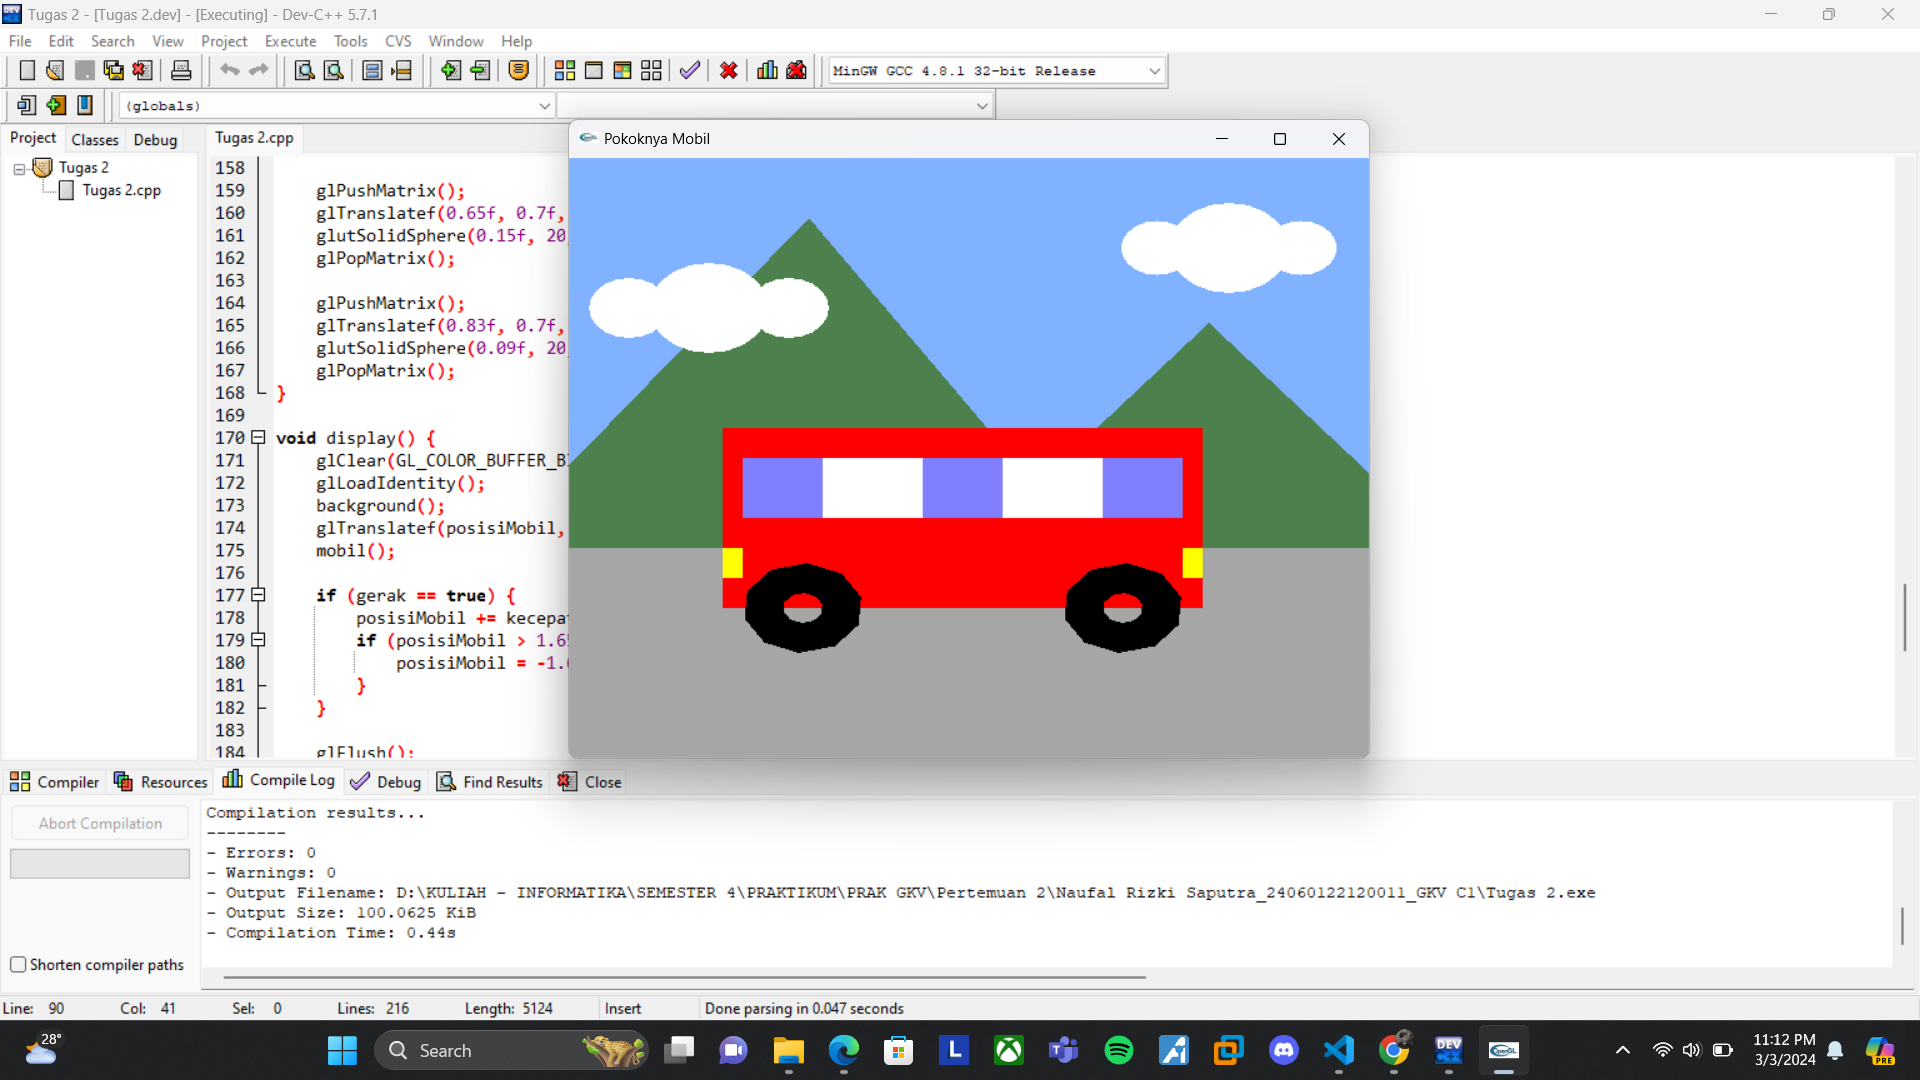 Tugas 2 - [Tugas 2.dev] - [Executing] - Dev-C++ 5.7.1
File Edit Search View Project Execute Tools CVS Window Help
MinGW GCC 4.8.1 32-bit Release
(globals)
Project Classes Debug
Tugas 2.cpp
Tugas 2
Tugas 2.cpp
Pokoknya Mobil
158
159 glPushMatrix();
160 glTranslatef(0.65f, 0.7f,
161 glutSolidSphere(0.15f, 20
162 glPopMatrix();
163
164 glPushMatrix();
165 glTranslatef(0.83f, 0.7f,
166 glutSolidSphere(0.09f, 20
167 glPopMatrix();
168 }
169
170 void display() {
171 glClear(GL_COLOR_BUFFER_B
172 glLoadIdentity();
173 background();
174 glTranslatef(posisiMobil,
175 mobil();
176
177 if (gerak == true) {
178 posisiMobil += kecepa
179 if (posisiMobil > 1.6
180 posisiMobil = -1.
181 }
182 }
183
184 glFlush();
Compiler Resources Compile Log Debug Find Results Close
Abort Compilation
Shorten compiler paths
Compilation results...
--------
- Errors: 0
- Warnings: 0
- Output Filename: D:\KULIAH - INFORMATIKA\SEMESTER 4\PRAKTIKUM\PRAK GKV\Pertemuan 2\Naufal Rizki Saputra_24060122120011_GKV C1\Tugas 2.exe
- Output Size: 100.0625 KiB
- Compilation Time: 0.44s
Line: 90 Col: 41 Sel: 0 Lines: 216 Length: 5124 Insert Done parsing in 0.047 seconds
28°
Search
L
T
DEV
OpenGL
PRE
11:12 PM
3/3/2024